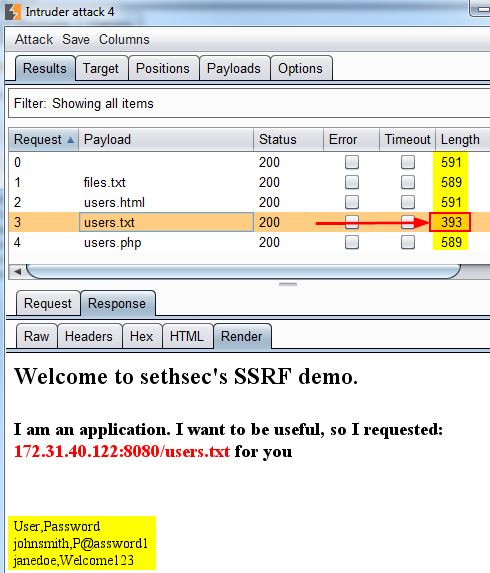 Intruder attack 4
Attack Save Columns
Results Target Positions Payloads Options
Filter: Showing all items
Request Payload Status Error Timeout Length
0 200 591
1 files.txt 200 589
2 users.html 200 591
3 users.txt 200 393
4 users.php 200 589
Request Response
Raw Headers Hex HTML Render
Welcome to sethsec's SSRF demo.
I am an application. I want to be useful, so I requested:
172.31.40.122:8080/users.txt for you
User,Password
johnsmith,P@assword1
janedoe,Welcome123